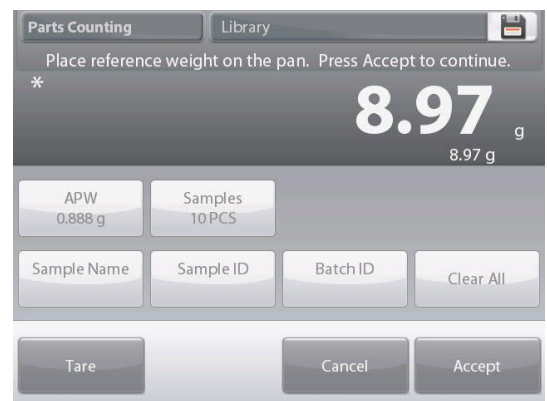 Parts Counting Library
Place reference weight on the pan. Press Accept to continue.
*
8.97 g
8.97 g
APW Samples
0.888 g 10 PCS
Sample Name Sample ID Batch ID Clear All
Tare Cancel Accept